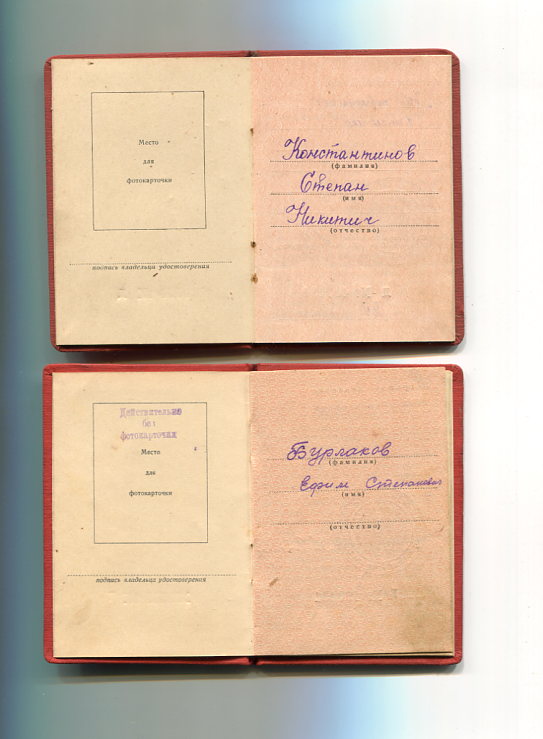 Место
для
фотокарточки
подпись владельца удостоверения
Константинов
(фамилия)
Степан
(имя)
Никитич
(отчество)
Действительно
без
фотокарточки
Место
для
фотокарточки
подпись владельца удостоверения
Бурлаков
(фамилия)
Ефим Степанович
(имя)
(отчество)